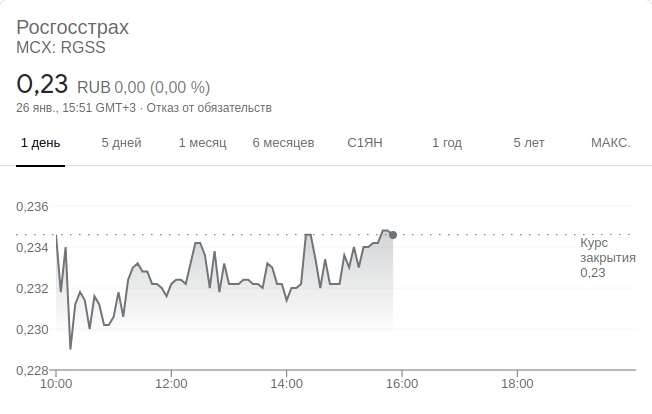 Росгосстрах
MCX: RGSS
0,23 RUB 0,00 (0,00 %)
26 янв., 15:51 GMT+3 · Отказ от обязательств
1 день 5 дней 1 месяц 6 месяцев С1ЯН 1 год 5 лет МАКС.
0,236
0,234
0,232
0,230
0,228
Курс
закрытия
0,23
10:00 12:00 14:00 16:00 18:00